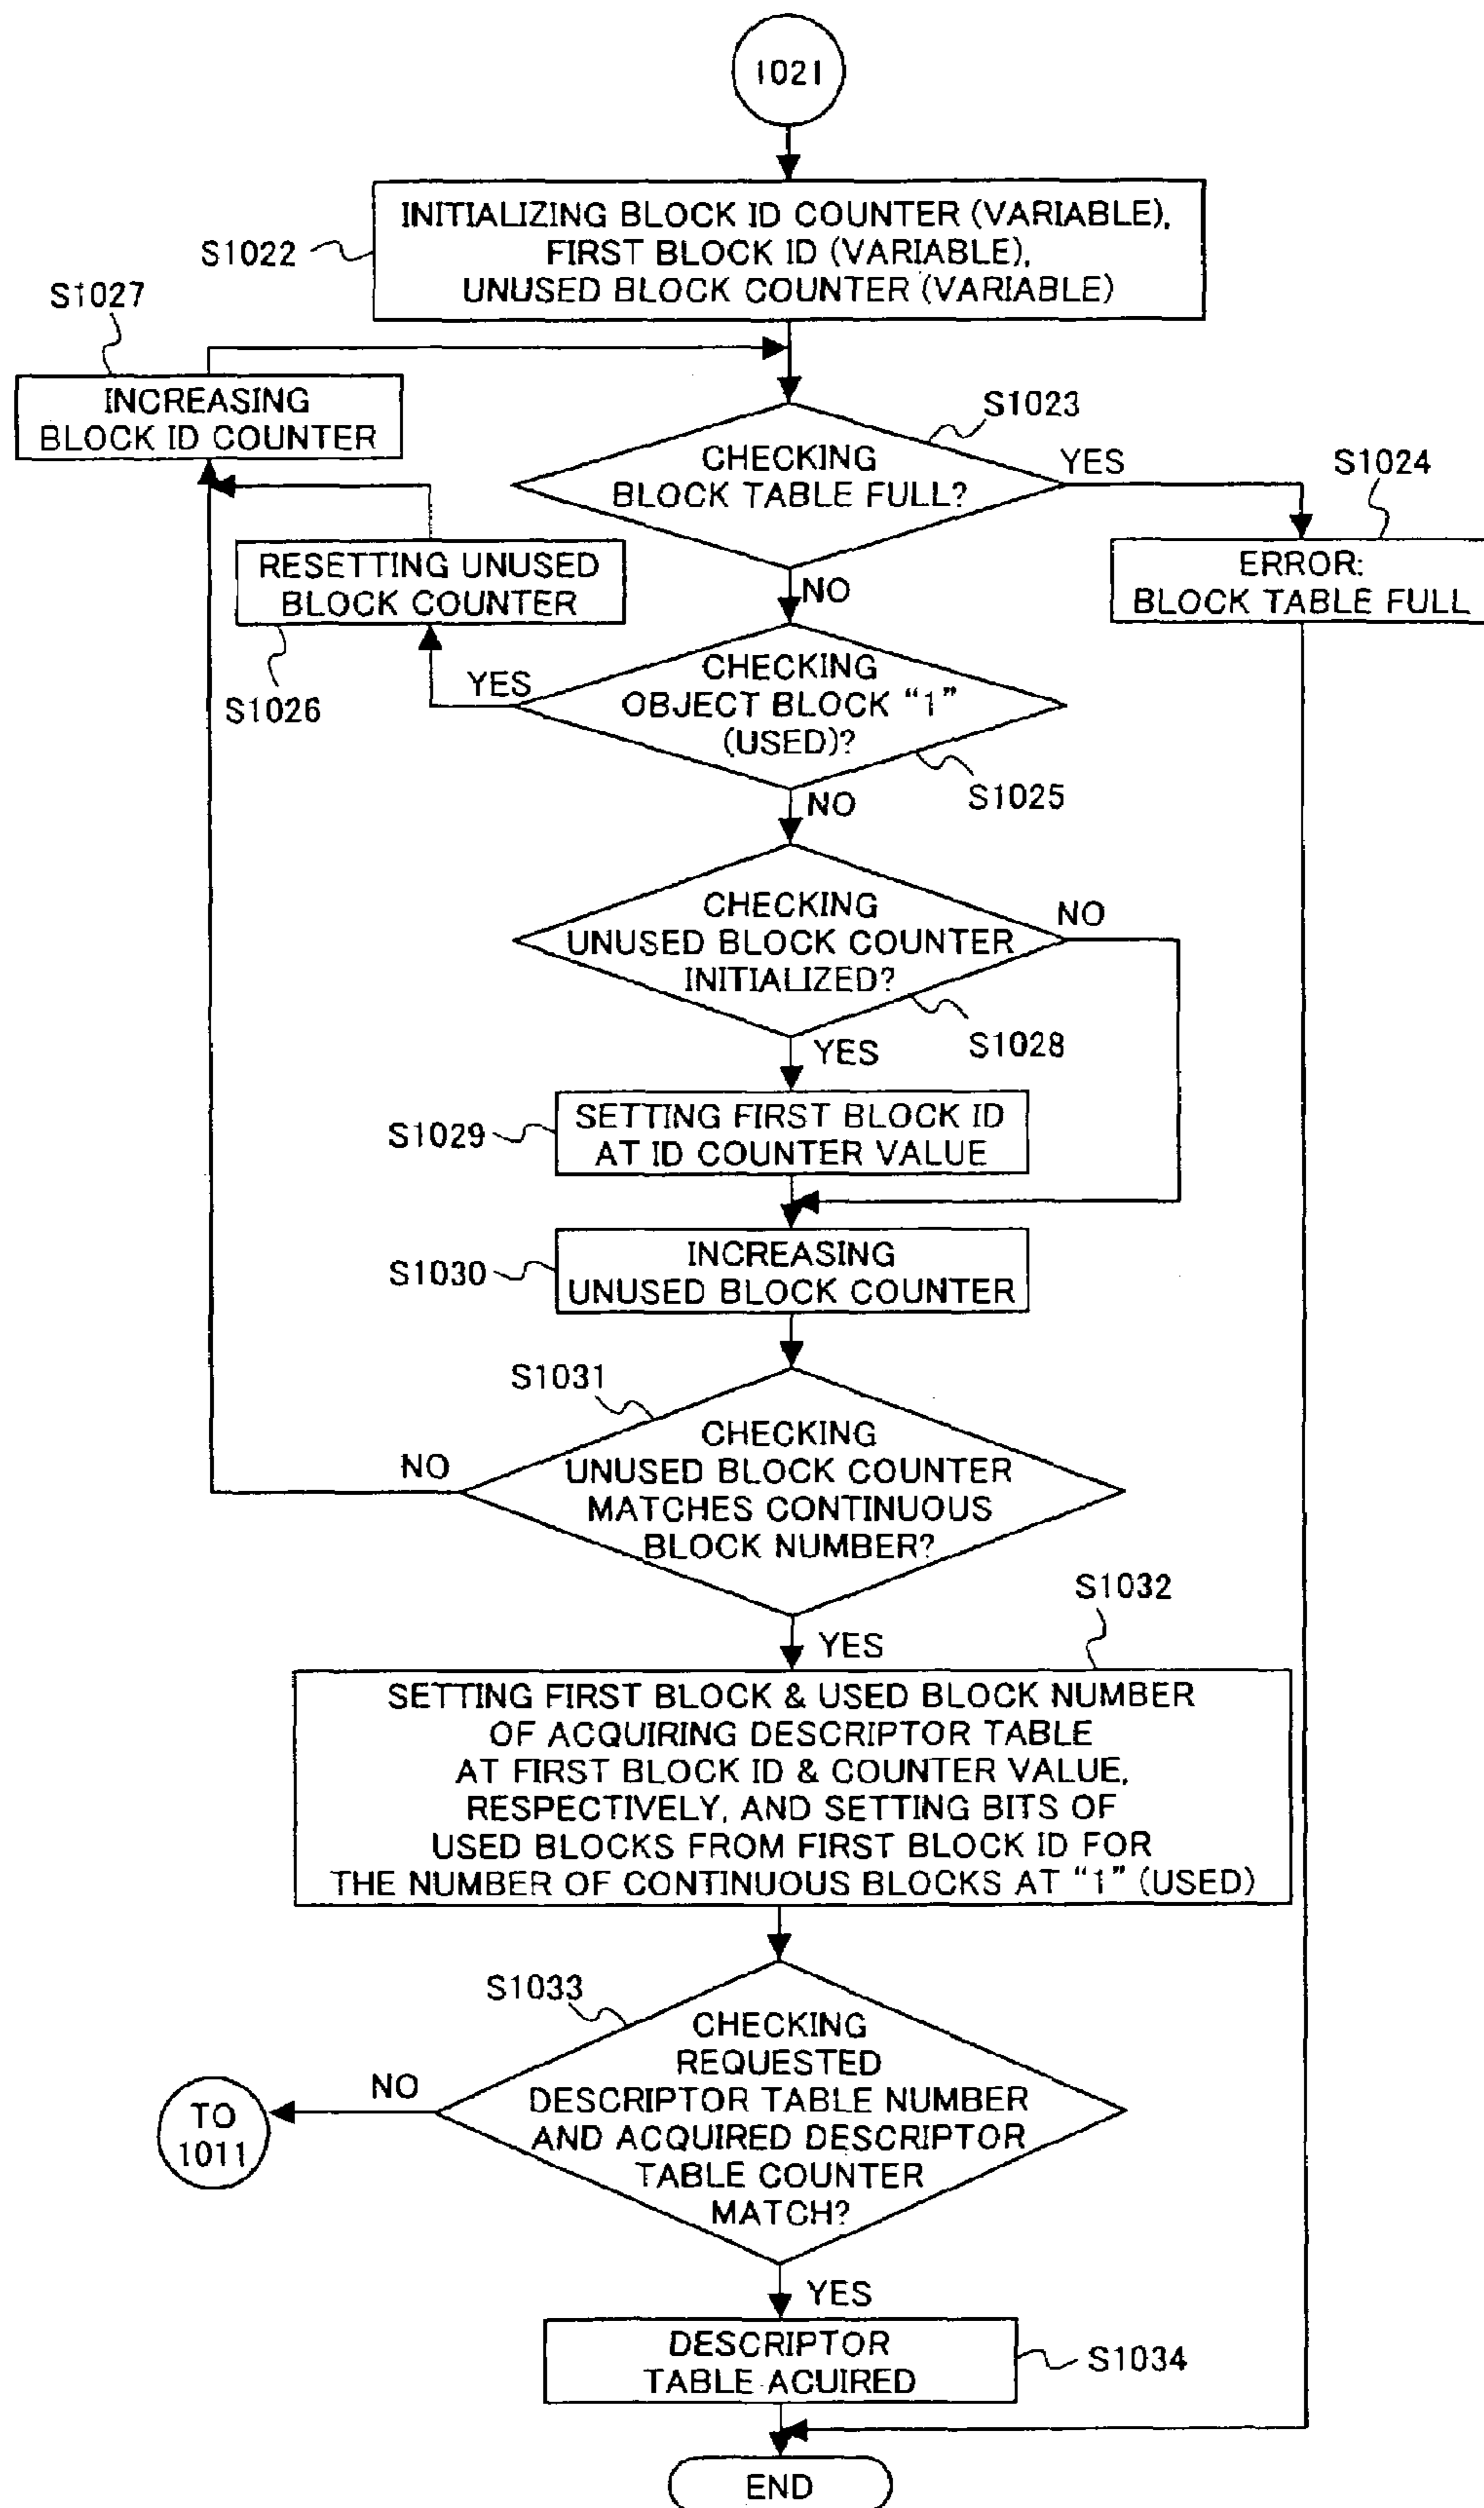 1021
INITIALIZING BLOCK ID COUNTER (VARIABLE),
FIRST BLOCK ID (VARIABLE),
UNUSED BLOCK COUNTER (VARIABLE)
S1022
S1027
INCREASING
BLOCK ID COUNTER
S1023
CHECKING
BLOCK TABLE FULL?
YES
S1024
ERROR:
BLOCK TABLE FULL
NO
RESETTING UNUSED
BLOCK COUNTER
S1026
YES
CHECKING
OBJECT BLOCK “1”
(USED)?
S1025
NO
CHECKING
UNUSED BLOCK COUNTER
INITIALIZED?
NO
S1028
YES
S1029
SETTING FIRST BLOCK ID
AT ID COUNTER VALUE
S1030
INCREASING
UNUSED BLOCK COUNTER
S1031
CHECKING
UNUSED BLOCK COUNTER
MATCHES CONTINUOUS
BLOCK NUMBER?
NO
YES
S1032
SETTING FIRST BLOCK & USED BLOCK NUMBER
OF ACQUIRING DESCRIPTOR TABLE
AT FIRST BLOCK ID & COUNTER VALUE,
RESPECTIVELY, AND SETTING BITS OF
USED BLOCKS FROM FIRST BLOCK ID FOR
THE NUMBER OF CONTINUOUS BLOCKS AT “1” (USED)
S1033
CHECKING
REQUESTED
DESCRIPTOR TABLE NUMBER
AND ACQUIRED DESCRIPTOR
TABLE COUNTER
MATCH?
NO
TO
1011
YES
DESCRIPTOR
TABLE ACUIRED
S1034
END